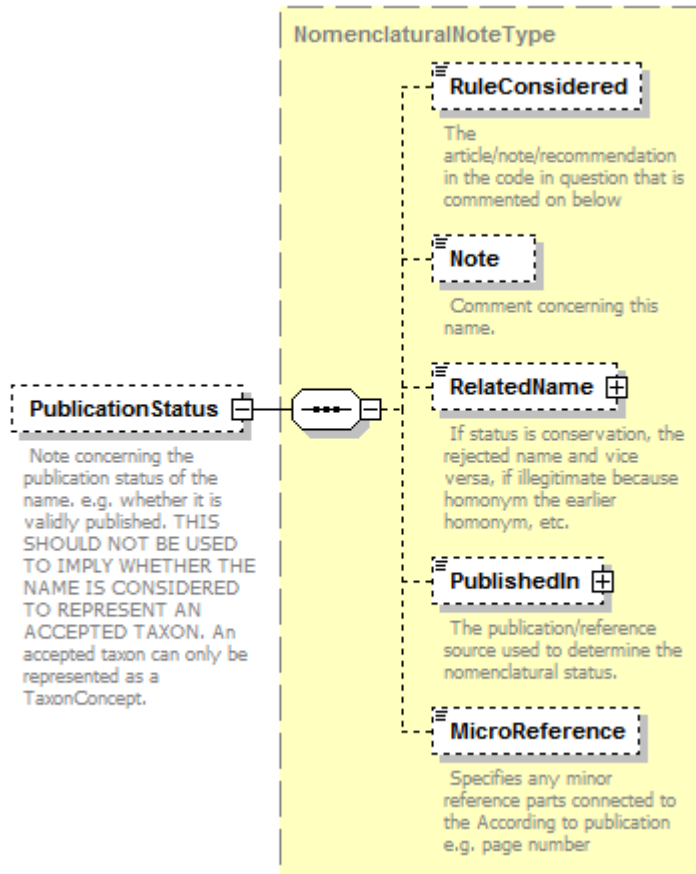 NomenclaturalNoteType
RuleConsidered
The
article/note/recommendation
in the code in question that is
commented on below
Note
Comment concerning this
name.
RelatedName
If status is conservation, the
rejected name and vice
versa, if illegitimate because
homonym the earlier
homonym, etc.
PublicationStatus
Note concerning the
publication status of the
name. e.g. whether it is
validly published. THIS
SHOULD NOT BE USED
TO IMPLY WHETHER THE
NAME IS CONSIDERED
TO REPRESENT AN
ACCEPTED TAXON. An
accepted taxon can only be
represented as a
TaxonConcept.
PublishedIn
The publication/reference
source used to determine the
nomenclatural status.
MicroReference
Specifies any minor
reference parts connected to
the According to publication
e.g. page number